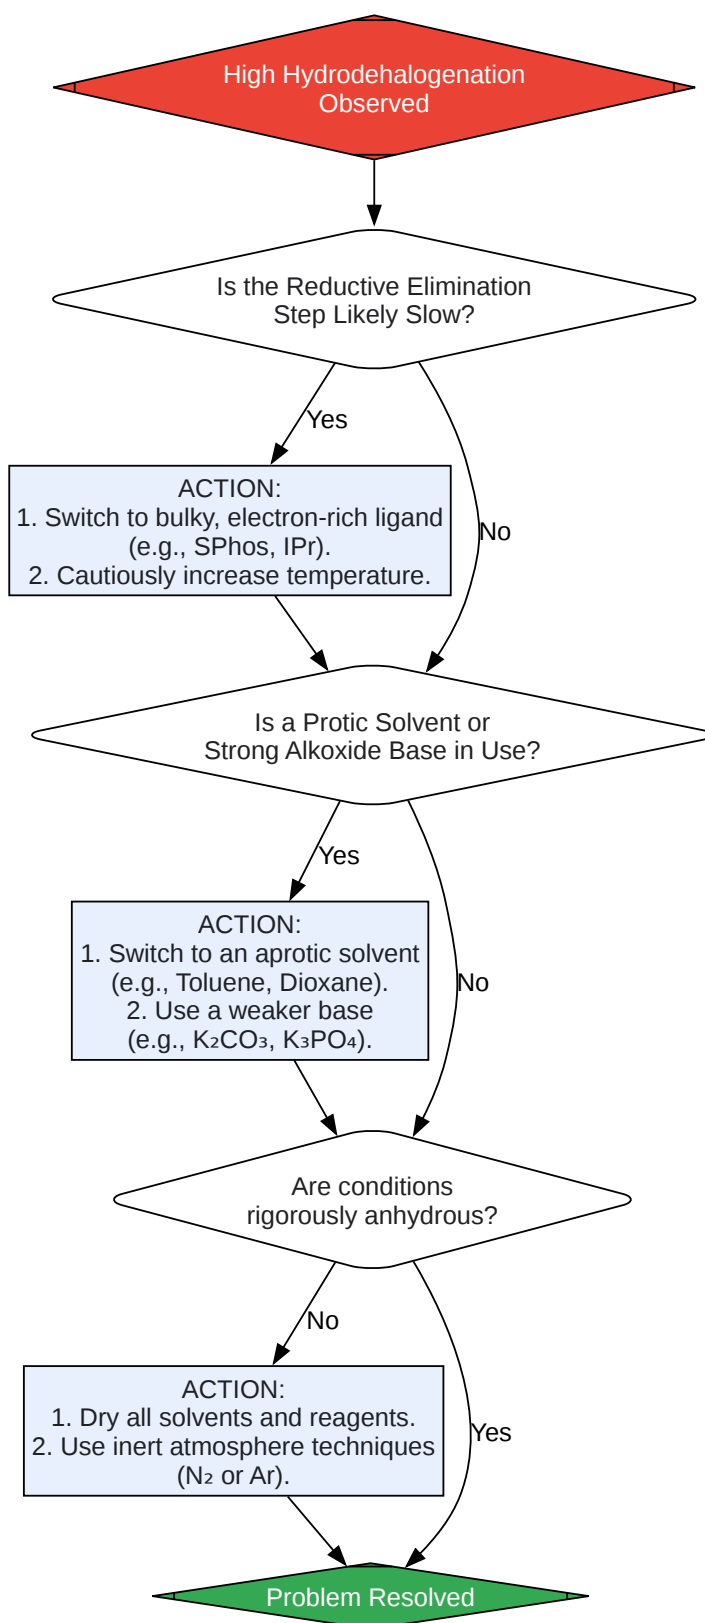 High Hydrodehalogenation
Observed
Is the Reductive Elimination
Step Likely Slow?
Yes
No
ACTION:
1. Switch to bulky, electron-rich ligand
(e.g., SPhos, IPr).
2. Cautiously increase temperature.
Is a Protic Solvent or
Strong Alkoxide Base in Use?
Yes
No
ACTION:
1. Switch to an aprotic solvent
(e.g., Toluene, Dioxane).
2. Use a weaker base
(e.g., K₂CO₃, K₃PO₄).
Are conditions
rigorously anhydrous?
No
Yes
ACTION:
1. Dry all solvents and reagents.
2. Use inert atmosphere techniques
(N₂ or Ar).
Problem Resolved